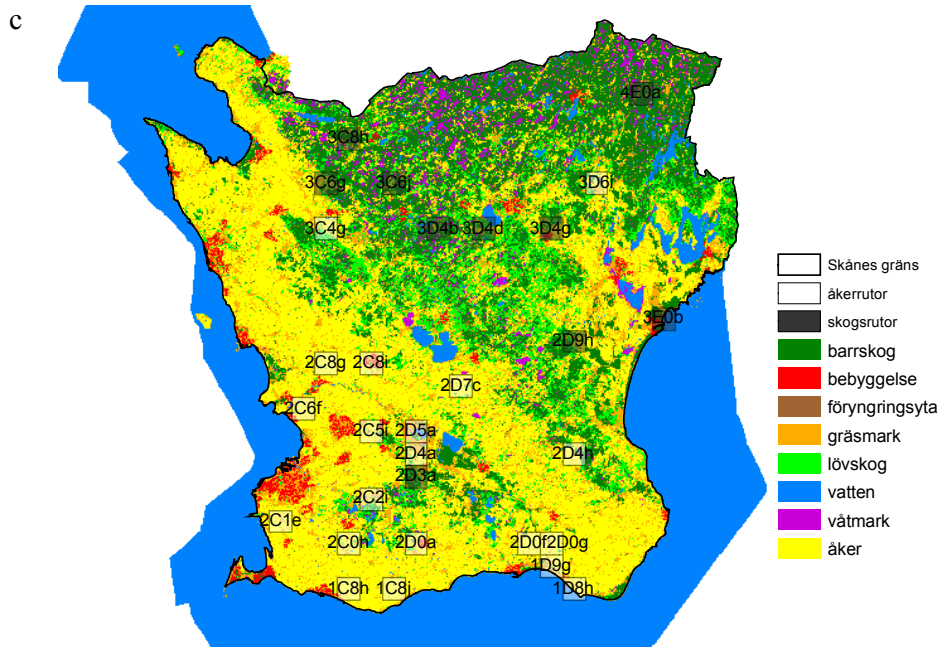 c
4E0a
3C8h
3C6g 3C6j 3D6i
3C4g 3D4b 3D4d 3D4g
3E0b
2D9h
2C8g 2C8i
2D7c
2C6f
2C5i 2D5a
2D4a 2D4h
2D3a
2C2i
2C1e
2C0h 2D0a 2D0f 2D0g
1D9g
1C8h 1C8j 1D8h
Skånes gräns
åkerrutor
skogsrutor
barrskog
bebyggelse
föryngringsyta
gräsmark
lövskog
vatten
våtmark
åker